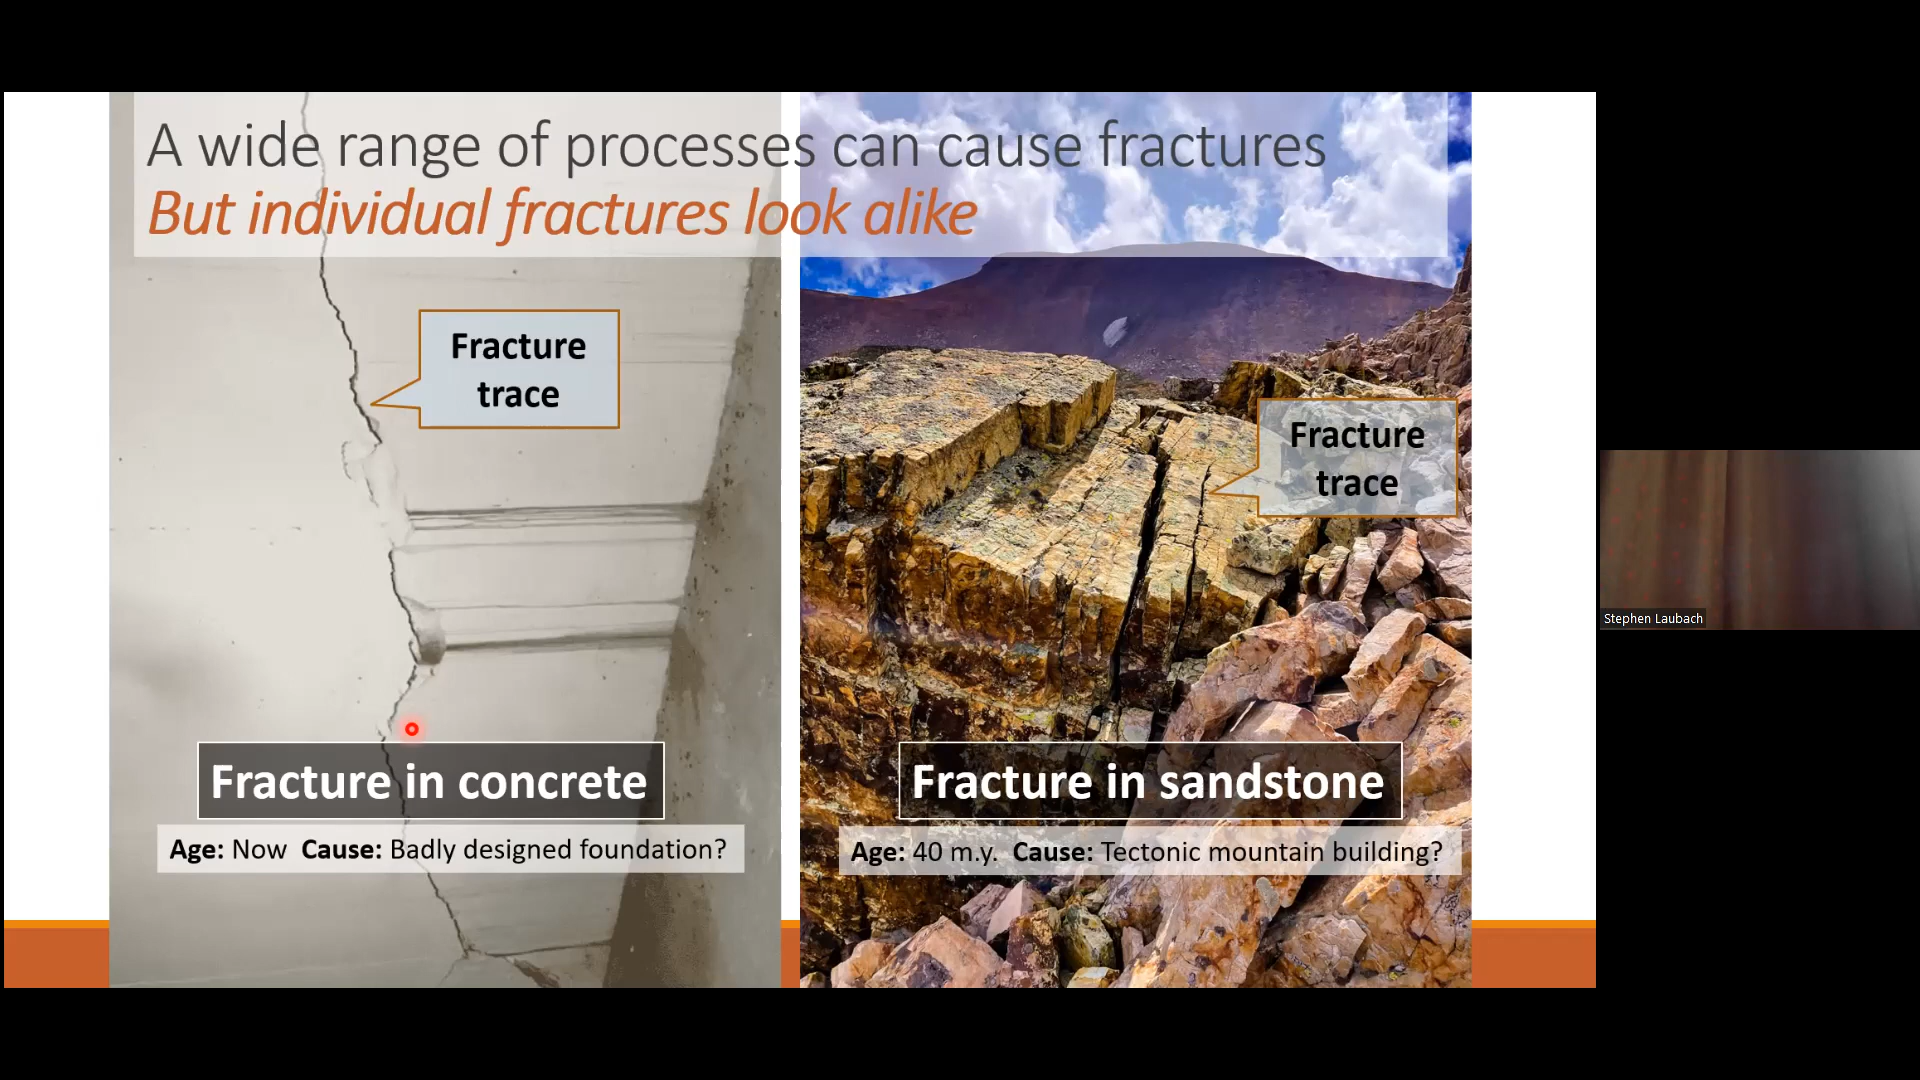 A wide range of processes can cause fractures
But individual fractures look alike
Fracture
trace
Fracture
trace
Fracture in concrete
Age: Now Cause: Badly designed foundation?
Fracture in sandstone
Age: 40 m.y. Cause: Tectonic mountain building?
Stephen Laubach